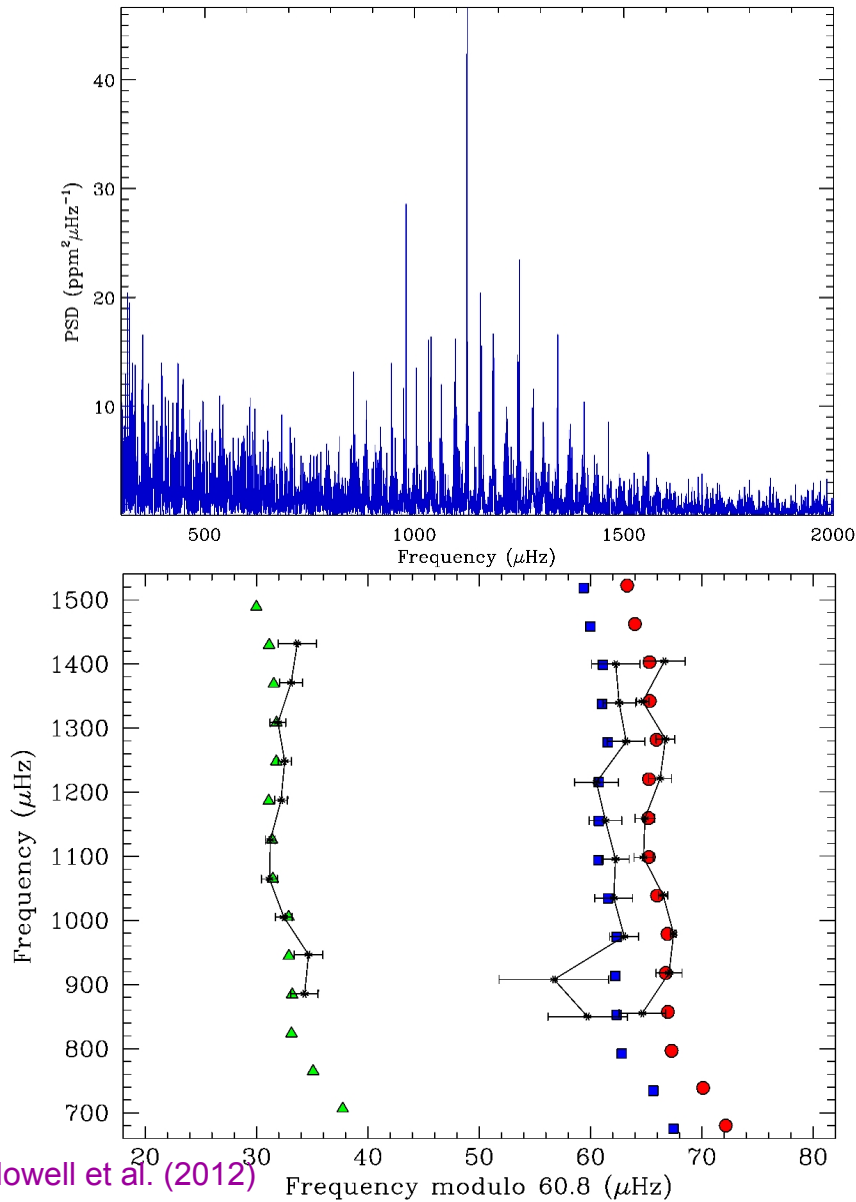 40
30
20
10
PSD (ppm²μHz⁻¹)
500 1000 1500 2000
Frequency (μHz)
1500
1400
1300
1200
1100
1000
900
800
700
Frequency (μHz)
20 30 40 50 60 70 80
Frequency modulo 60.8 (μHz)
lowell et al. (2012)